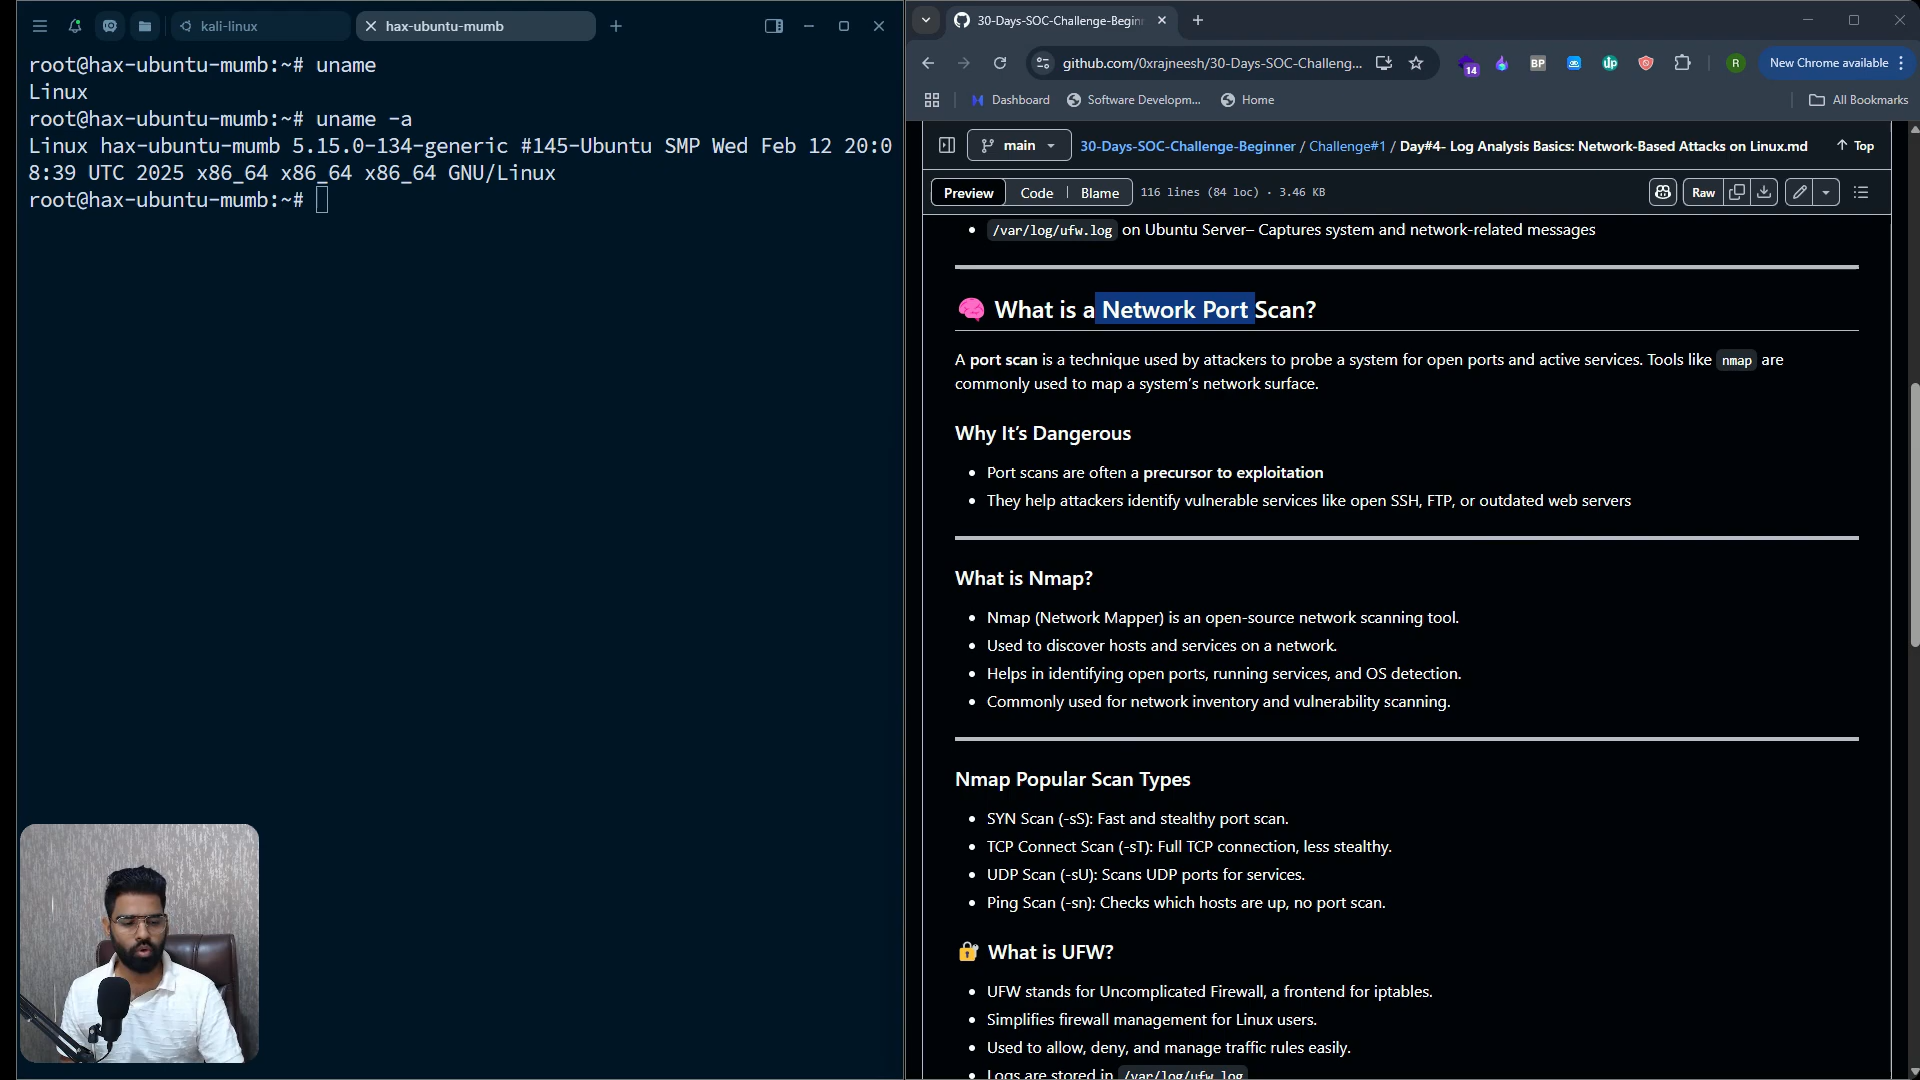 kali-linux
hax-ubuntu-mumb
root@hax-ubuntu-mumb:~# uname
Linux
root@hax-ubuntu-mumb:~# uname -a
Linux hax-ubuntu-mumb 5.15.0-134-generic #145-Ubuntu SMP Wed Feb 12 20:0
8:39 UTC 2025 x86_64 x86_64 x86_64 GNU/Linux
root@hax-ubuntu-mumb:~#
30-Days-SOC-Challenge-Begin
github.com/0xrajneesh/30-Days-SOC-Challeng...
14
BP
up
R
New Chrome available
Dashboard
Software Developm...
Home
All Bookmarks
main
30-Days-SOC-Challenge-Beginner / Challenge#1 / Day#4- Log Analysis Basics: Network-Based Attacks on Linux.md
Top
Preview
Code
Blame
116 lines (84 loc) · 3.46 KB
Raw
• /var/log/ufw.log on Ubuntu Server– Captures system and network-related messages
🧠 What is a Network Port Scan?
A port scan is a technique used by attackers to probe a system for open ports and active services. Tools like nmap are
commonly used to map a system’s network surface.
Why It’s Dangerous
• Port scans are often a precursor to exploitation
• They help attackers identify vulnerable services like open SSH, FTP, or outdated web servers
What is Nmap?
• Nmap (Network Mapper) is an open-source network scanning tool.
• Used to discover hosts and services on a network.
• Helps in identifying open ports, running services, and OS detection.
• Commonly used for network inventory and vulnerability scanning.
Nmap Popular Scan Types
• SYN Scan (-sS): Fast and stealthy port scan.
• TCP Connect Scan (-sT): Full TCP connection, less stealthy.
• UDP Scan (-sU): Scans UDP ports for services.
• Ping Scan (-sn): Checks which hosts are up, no port scan.
🔐 What is UFW?
• UFW stands for Uncomplicated Firewall, a frontend for iptables.
• Simplifies firewall management for Linux users.
• Used to allow, deny, and manage traffic rules easily.
• Logs are stored in /var/log/ufw.log